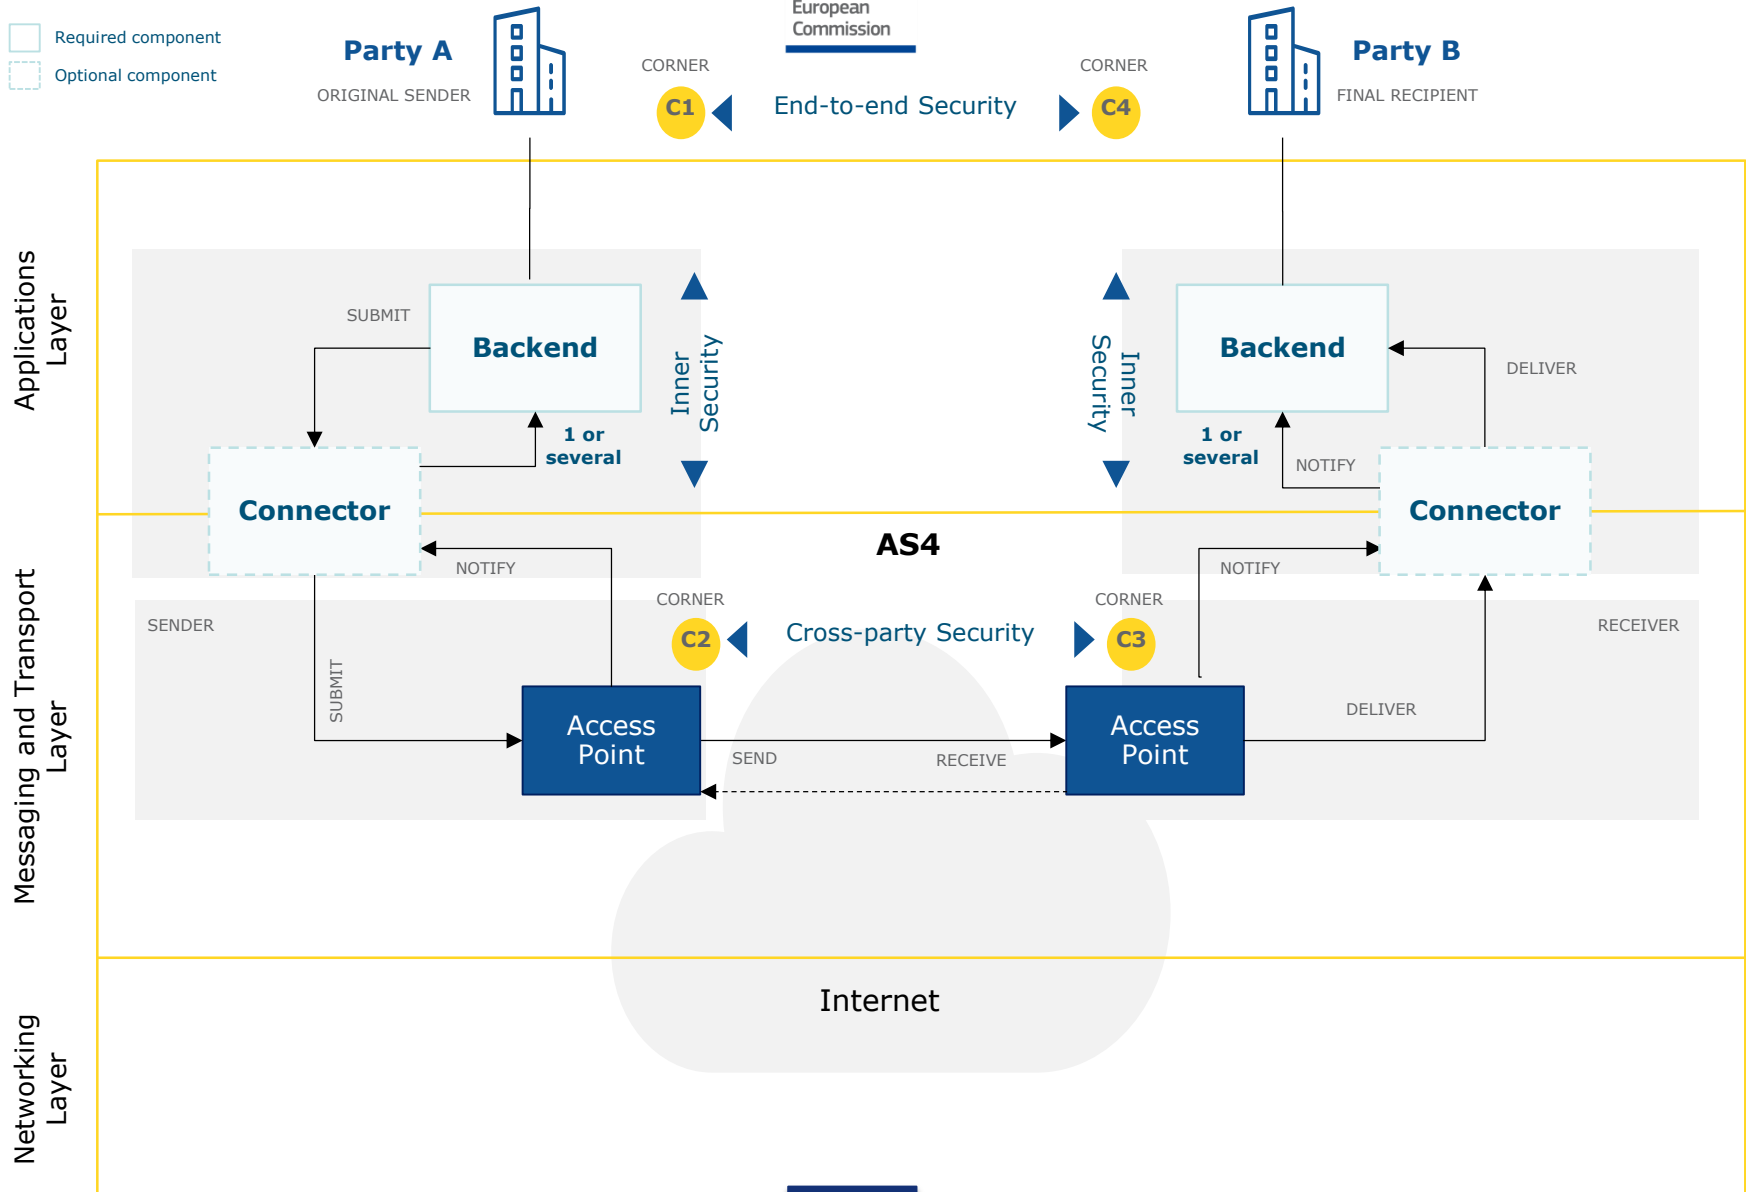 European
Commission
Required component
Optional component
Party A
ORIGINAL SENDER
CORNER
C1
End-to-end Security
CORNER
C4
Party B
FINAL RECIPIENT
Applications
Layer
SUBMIT
Backend
1 or
several
Inner
Security
Inner
Security
Backend
1 or
several
DELIVER
NOTIFY
Connector
Connector
AS4
NOTIFY
NOTIFY
Messaging and Transport
Layer
SENDER
SUBMIT
CORNER
C2
Cross-party Security
CORNER
C3
RECEIVER
Access
Point
SEND
RECEIVE
Access
Point
DELIVER
Internet
Networking
Layer